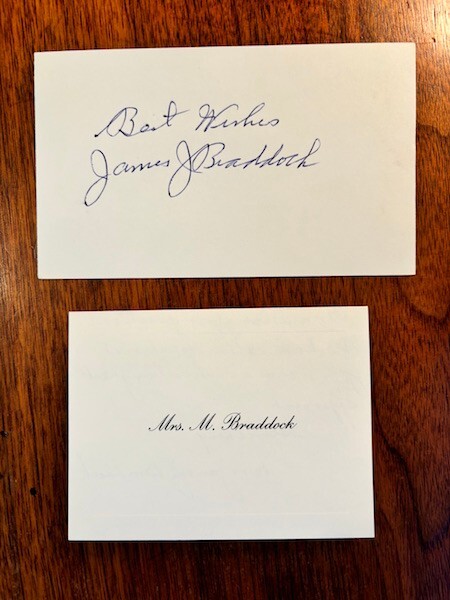 Best Wishes
James J Braddock
Mrs. M. Braddock